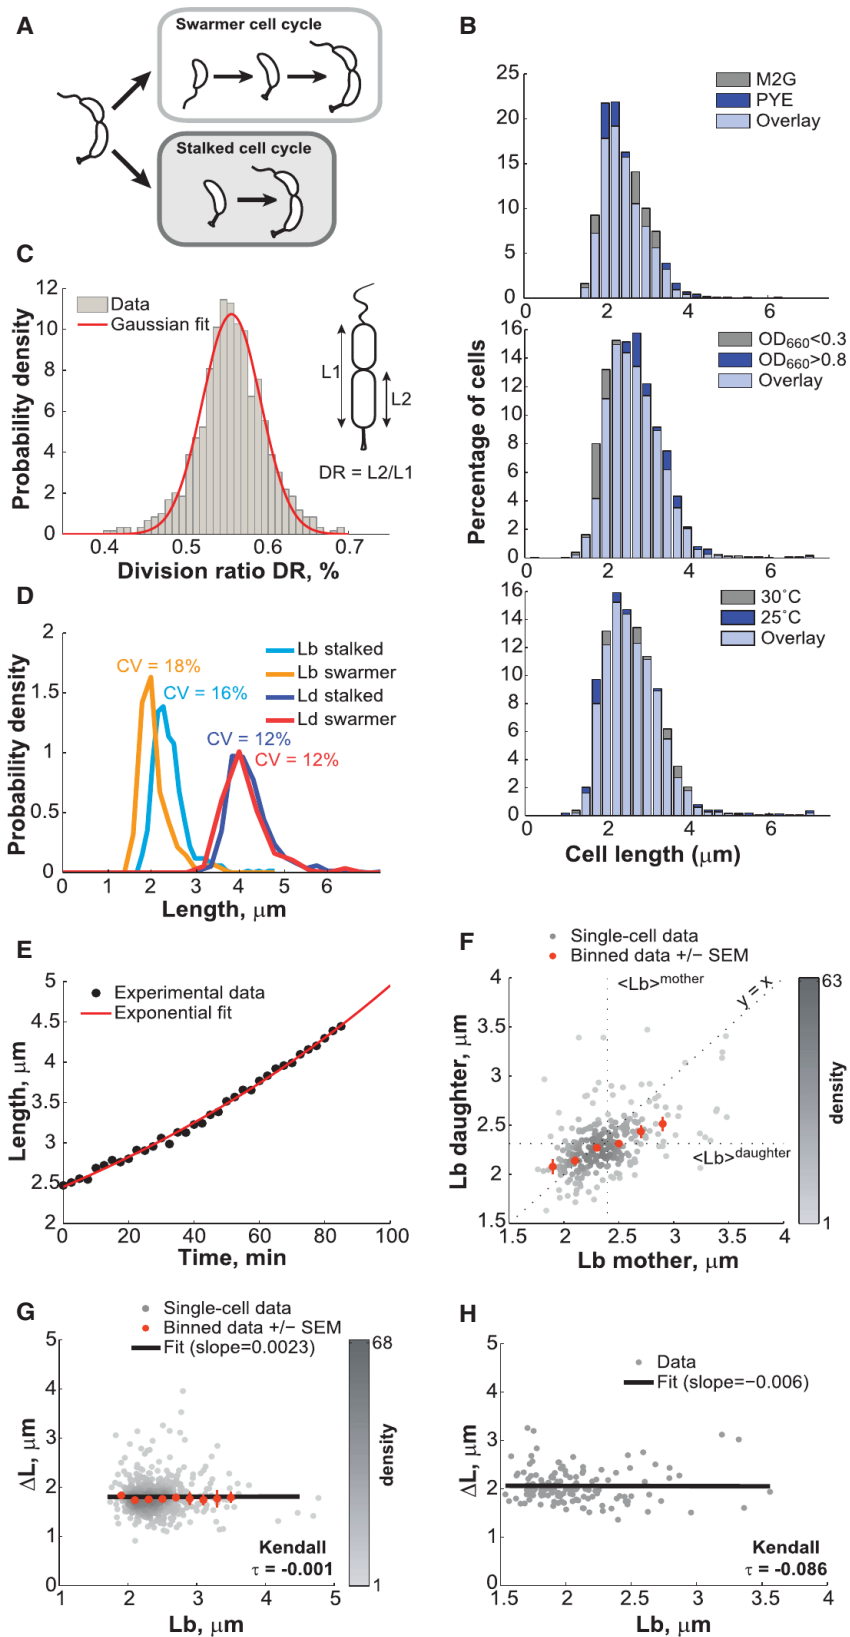 A
Swarmer cell cycle
Stalked cell cycle
B
25
20
15
10
5
0
0
2
4
6
M2G
PYE
Overlay
16
14
12
10
8
6
4
2
0
0
2
4
6
OD660<0.3
OD660>0.8
Overlay
Percentage of cells
16
14
12
10
8
6
4
2
0
0
2
4
6
30°C
25°C
Overlay
Cell length (μm)
C
12
10
8
6
4
2
0
0.4
0.5
0.6
0.7
Data
Gaussian fit
L1
L2
DR = L2/L1
Probability density
Division ratio DR, %
D
2
1.5
1
0.5
0
0
1
2
3
4
5
6
CV = 18%
CV = 16%
CV = 12%
CV = 12%
Lb stalked
Lb swarmer
Ld stalked
Ld swarmer
Probability density
Length, μm
E
5
4.5
4
3.5
3
2.5
2
0
20
40
60
80
100
Experimental data
Exponential fit
Length, μm
Time, min
F
Single-cell data
Binned data +/− SEM
4
3.5
3
2.5
2
1.5
1.5
2
2.5
3
3.5
4
<Lb>mother
y = x
<Lb>daughter
63
1
density
Lb daughter, μm
Lb mother, μm
G
Single-cell data
Binned data +/− SEM
Fit (slope=0.0023)
5
4
3
2
1
0
1
2
3
4
5
68
1
density
Kendall
τ = -0.001
ΔL, μm
Lb, μm
H
5
4
3
2
1
0
1.5
2
2.5
3
3.5
4
Data
Fit (slope=−0.006)
Kendall
τ = -0.086
ΔL, μm
Lb, μm